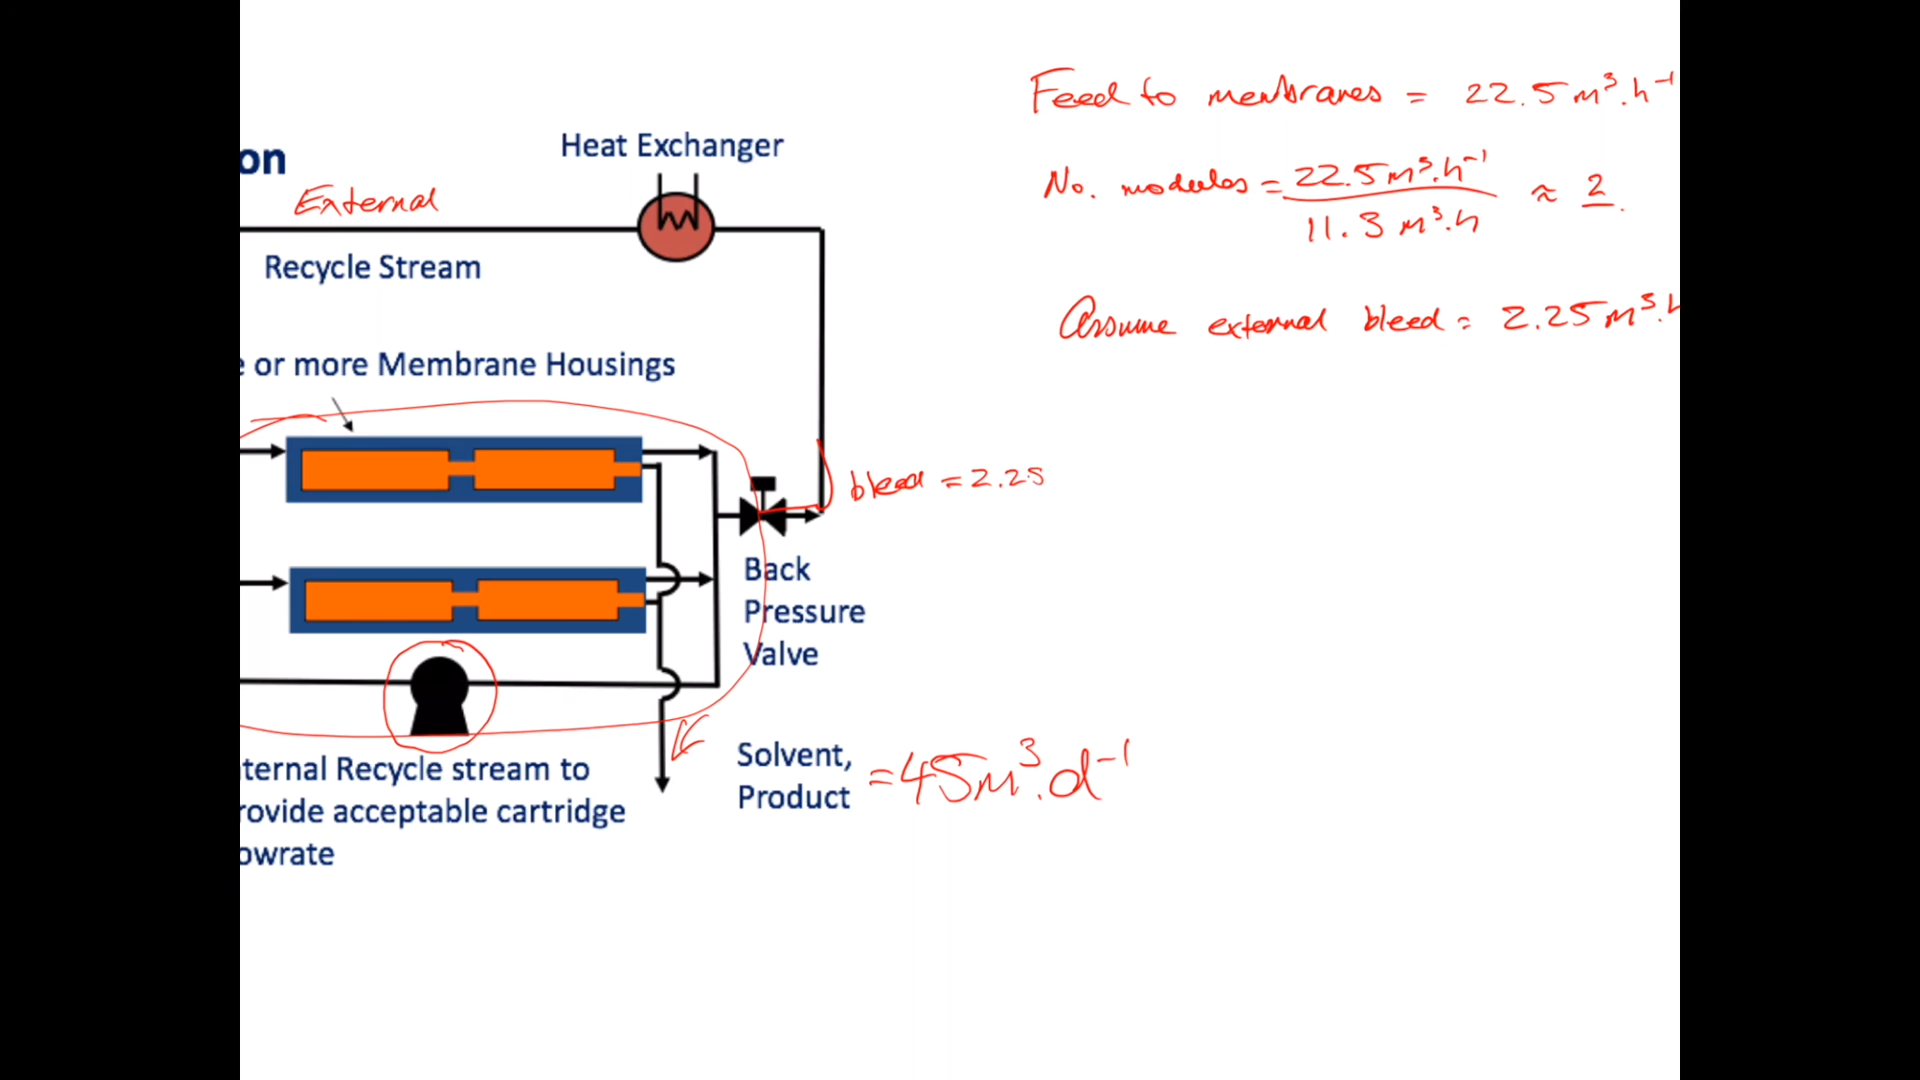 Feed to membranes = 22.5 m³.h⁻¹
Heat Exchanger
on
External
No. modules = 22.5 m³.h⁻¹ / 11.3 m³.h ≈ 2.
Recycle Stream
Assume external bleed = 2.25 m³.h
e or more Membrane Housings
bleed = 2.25
Back
Pressure
Valve
ternal Recycle stream to
rovide acceptable cartridge
owrate
Solvent,
Product
= 45 m³.d⁻¹